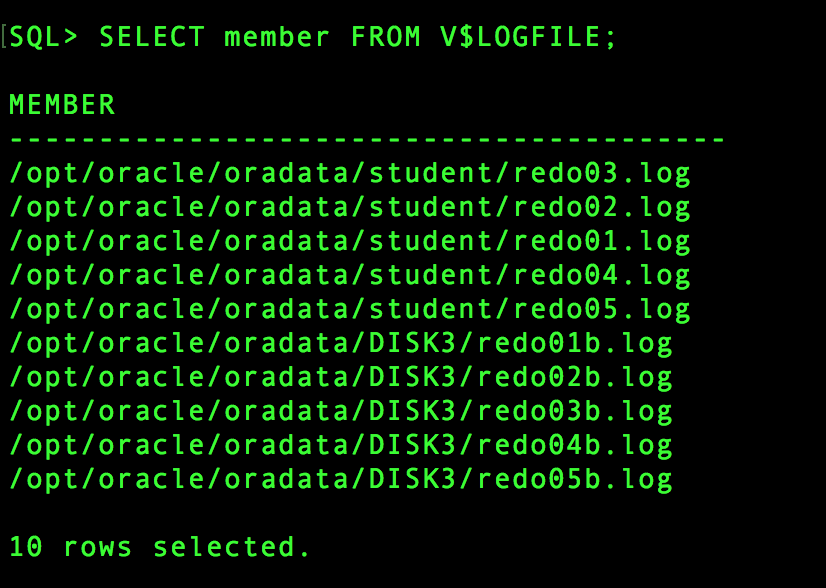 [SQL> SELECT member FROM V$LOGFILE;
MEMBER
----------------------------------------
/opt/oracle/oradata/student/redo03.log
/opt/oracle/oradata/student/redo02.log
/opt/oracle/oradata/student/redo01.log
/opt/oracle/oradata/student/redo04.log
/opt/oracle/oradata/student/redo05.log
/opt/oracle/oradata/DISK3/redo01b.log
/opt/oracle/oradata/DISK3/redo02b.log
/opt/oracle/oradata/DISK3/redo03b.log
/opt/oracle/oradata/DISK3/redo04b.log
/opt/oracle/oradata/DISK3/redo05b.log
10 rows selected.